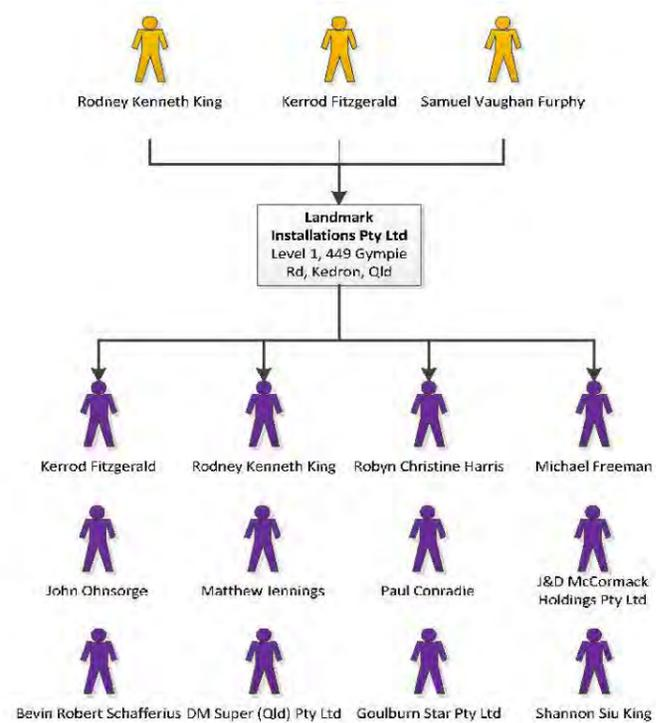 Rodney Kenneth King
Kerrod Fitzgerald
Samuel Vaughan Furphy
Landmark
Installations Pty Ltd
Level 1, 449 Gympie
Rd, Kedron, Qld
Kerrod Fitzgerald
Rodney Kenneth King
Robyn Christine Harris
Michael Freeman
John Ohnsorge
Matthew Jennings
Paul Conradie
J&D McCormack
Holdings Pty Ltd
Bevin Robert Schafferius
DM Super (Qld) Pty Ltd
Goulburn Star Pty Ltd
Shannon Siu King